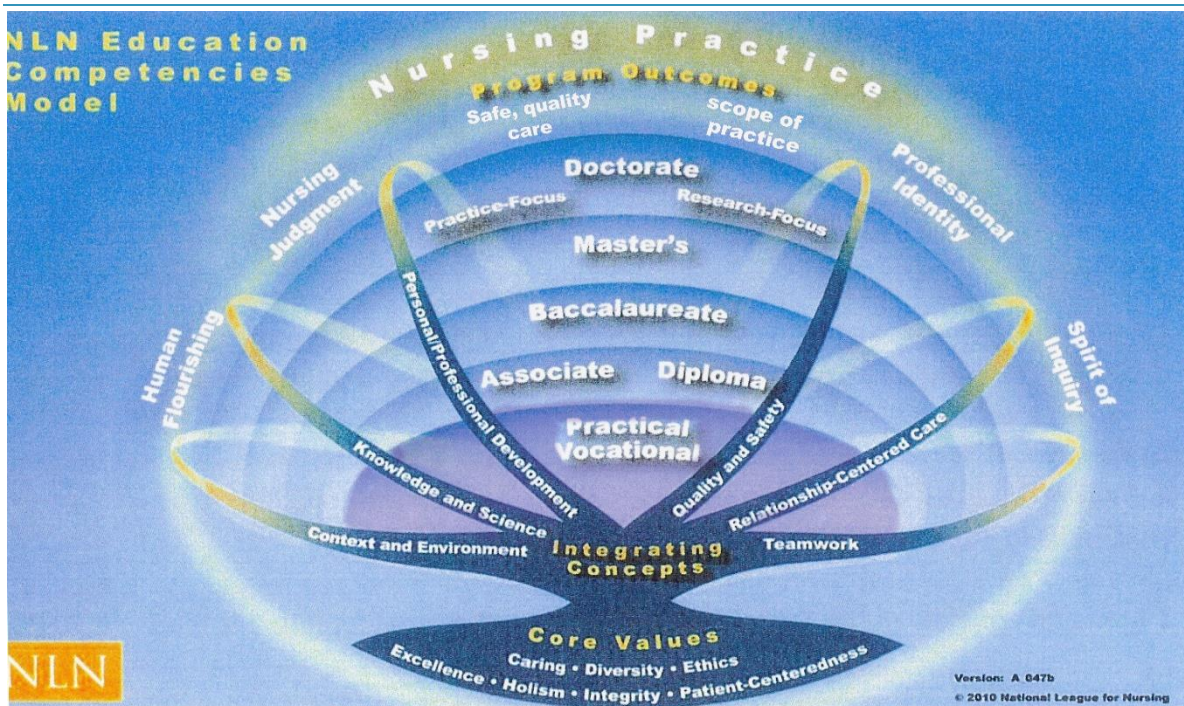 NLN Education
Competencies
Model
Nursing Practice
Program Outcomes
Safe, quality
care
scope of
practice
Nursing
Judgment
Professional
Identity
Human
Flourishing
Spirit of
Inquiry
Doctorate
Practice-Focus
Research-Focus
Master's
Baccalaureate
Associate
Diploma
Practical
Vocational
Personal/Professional Development
Quality and Safety
Knowledge and Science
Relationship-Centered Care
Context and Environment
Teamwork
Integrating
Concepts
Core Values
Caring • Diversity • Ethics
Excellence • Holism • Integrity • Patient-Centeredness
NLN
Version: A_047b
© 2010 National League for Nursing